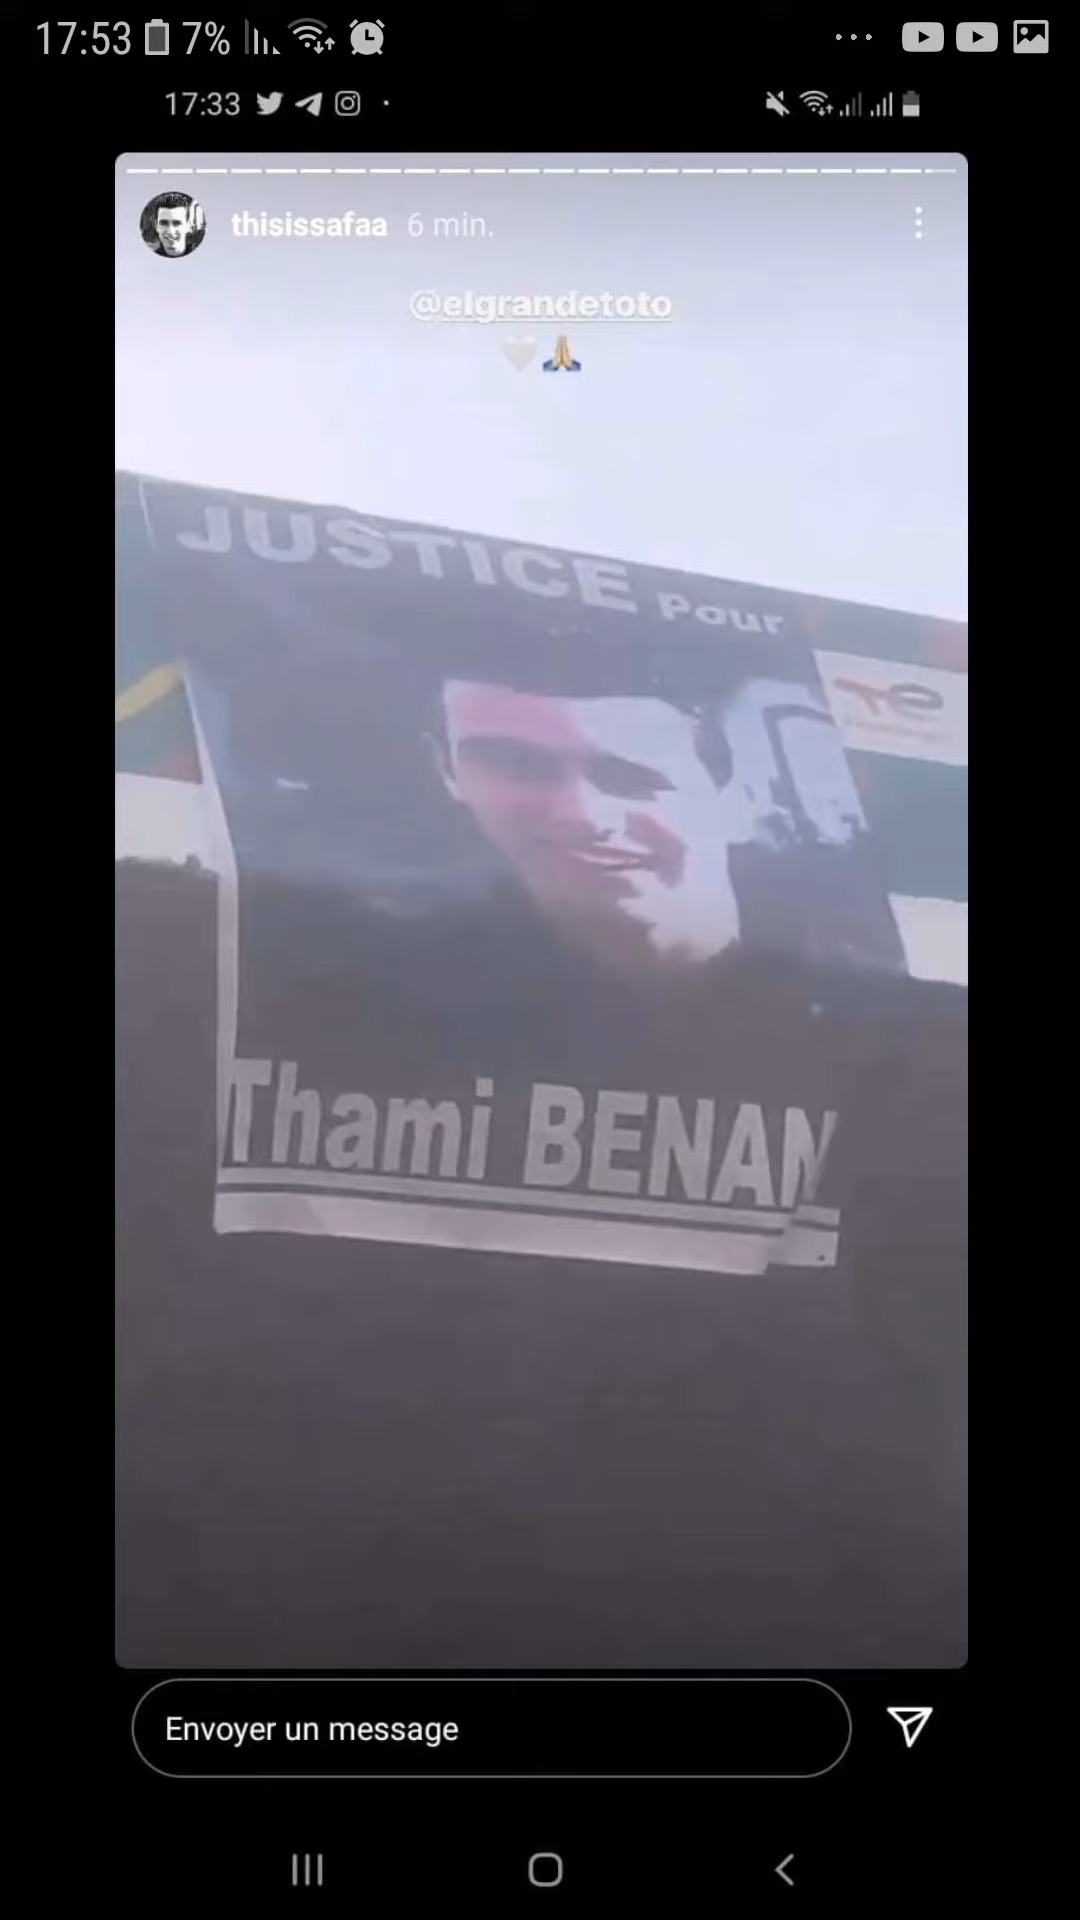 17:53 7%
17:33
thisissafaa 6 min.
@elgrandetoto
JUSTICE Pour
Thami BENAN
Envoyer un message